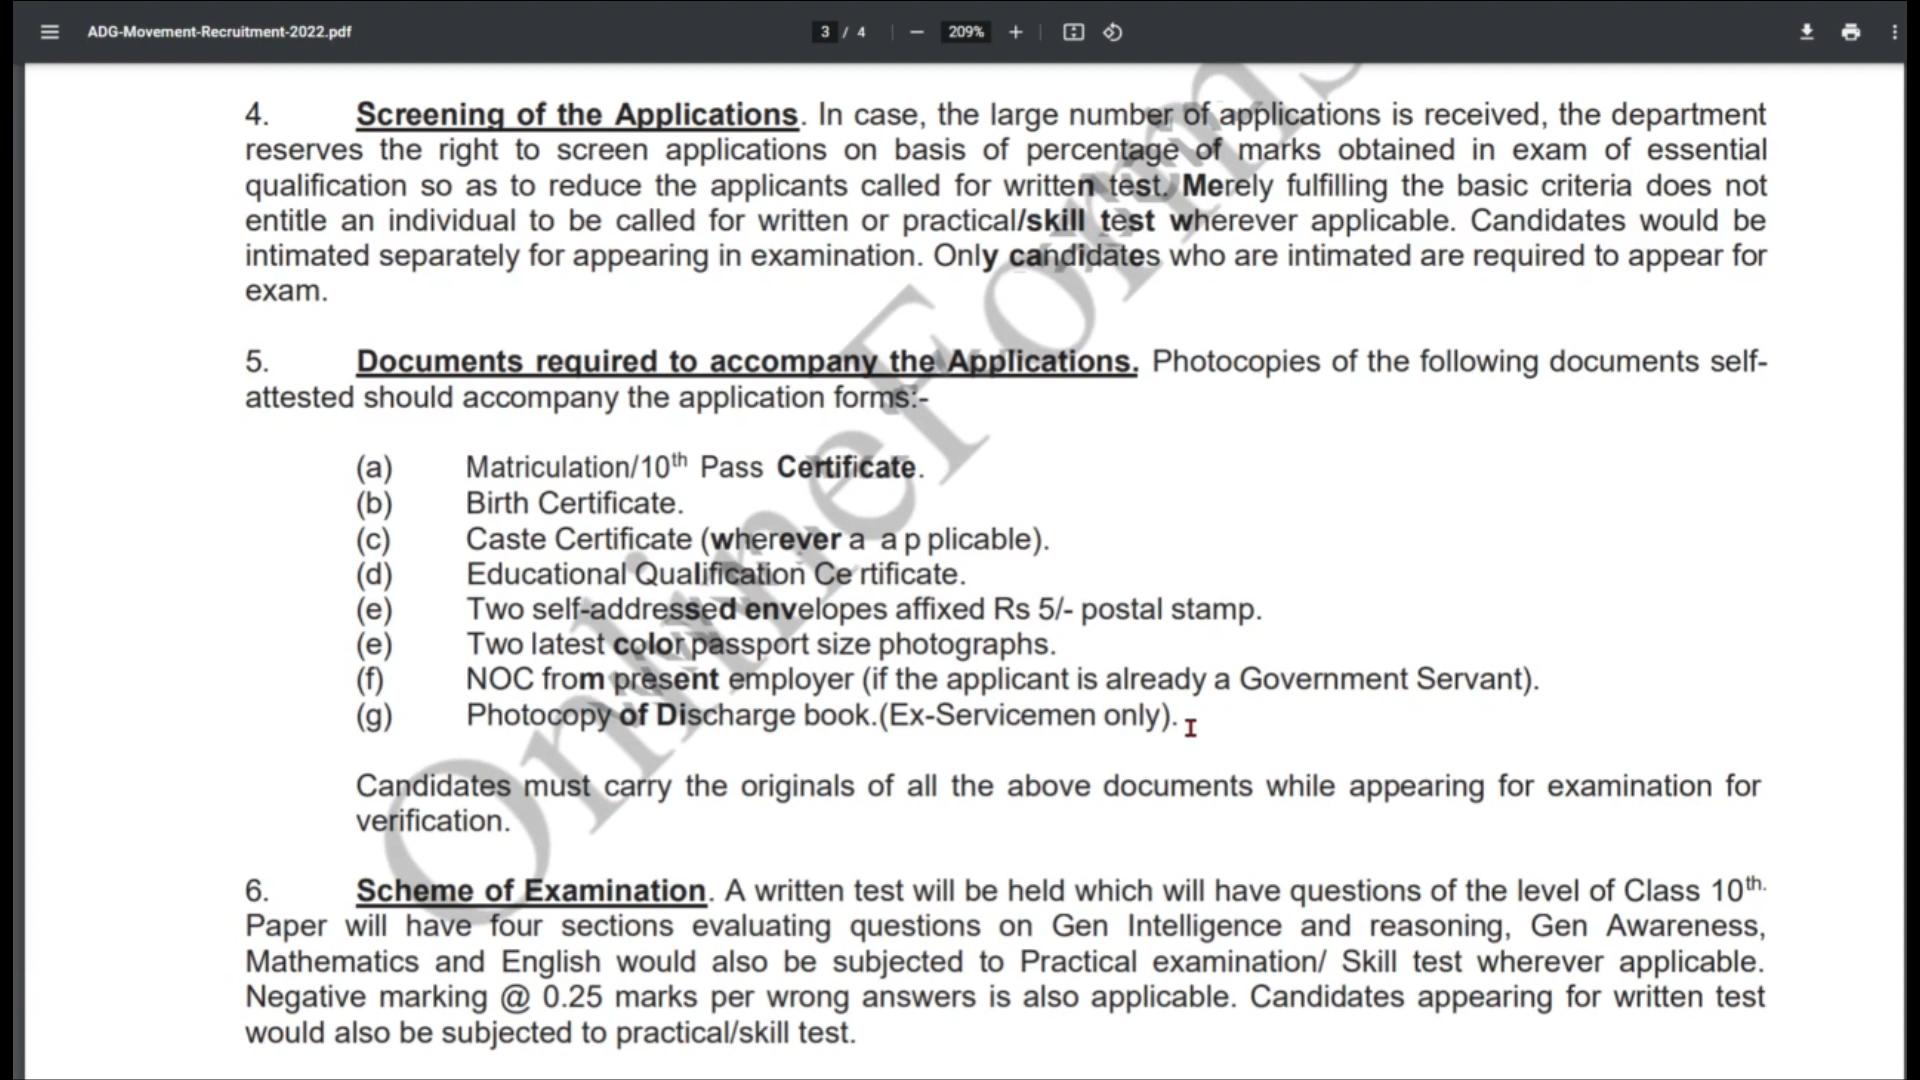 ADG-Movement-Recruitment-2022.pdf
3 / 4
209%
4. Screening of the Applications. In case, the large number of applications is received, the department
reserves the right to screen applications on basis of percentage of marks obtained in exam of essential
qualification so as to reduce the applicants called for written test. Merely fulfilling the basic criteria does not
entitle an individual to be called for written or practical/skill test wherever applicable. Candidates would be
intimated separately for appearing in examination. Only candidates who are intimated are required to appear for
exam.
5. Documents required to accompany the Applications. Photocopies of the following documents self-
attested should accompany the application forms:-
(a) Matriculation/10th Pass Certificate.
(b) Birth Certificate.
(c) Caste Certificate (wherever a a p plicable).
(d) Educational Qualification Ce rtificate.
(e) Two self-addressed envelopes affixed Rs 5/- postal stamp.
(e) Two latest color passport size photographs.
(f) NOC from present employer (if the applicant is already a Government Servant).
(g) Photocopy of Discharge book.(Ex-Servicemen only).
Candidates must carry the originals of all the above documents while appearing for examination for
verification.
6. Scheme of Examination. A written test will be held which will have questions of the level of Class 10th.
Paper will have four sections evaluating questions on Gen Intelligence and reasoning, Gen Awareness,
Mathematics and English would also be subjected to Practical examination/ Skill test wherever applicable.
Negative marking @ 0.25 marks per wrong answers is also applicable. Candidates appearing for written test
would also be subjected to practical/skill test.
OnlineForms